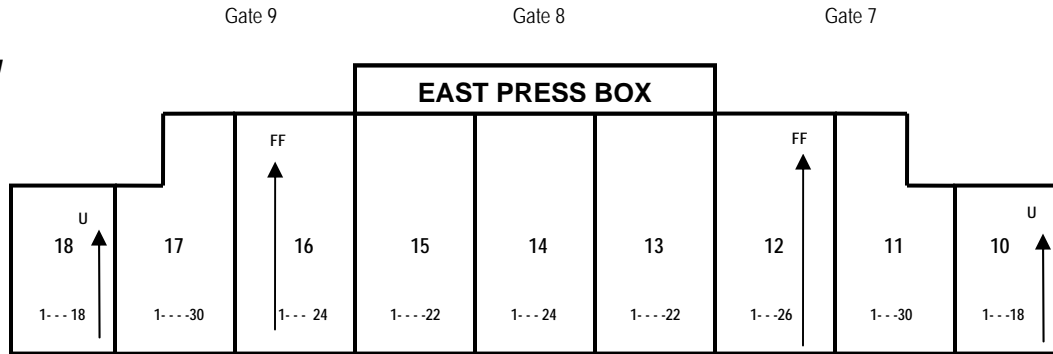 Gate 9 Gate 8 Gate 7
EAST PRESS BOX
FF FF
U U
18 17 16 15 14 13 12 11 10
1- - - 18 1- - - -30 1- - - 24 1- - - -22 1- - - 24 1- - - -22 1- - -26 1- - -30 1- - -18